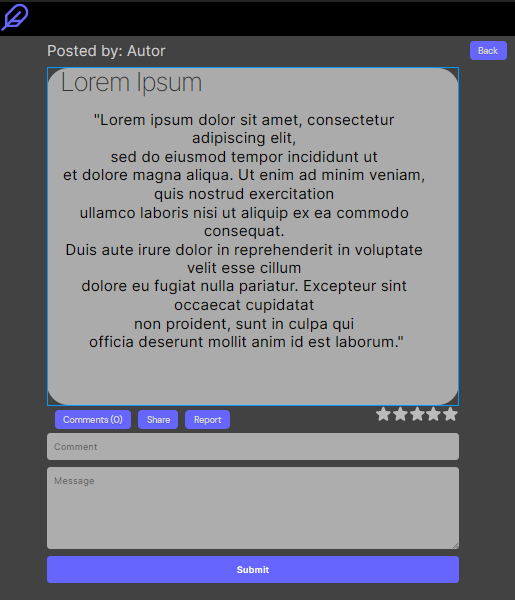 Posted by: Autor
Back
Lorem Ipsum
"Lorem ipsum dolor sit amet, consectetur
adipiscing elit,
sed do eiusmod tempor incididunt ut
et dolore magna aliqua. Ut enim ad minim veniam,
quis nostrud exercitation
ullamco laboris nisi ut aliquip ex ea commodo
consequat.
Duis aute irure dolor in reprehenderit in voluptate
velit esse cillum
dolore eu fugiat nulla pariatur. Excepteur sint
occaecat cupidatat
non proident, sunt in culpa qui
officia deserunt mollit anim id est laborum."
Comments (0) Share Report
Comment
Message
Submit